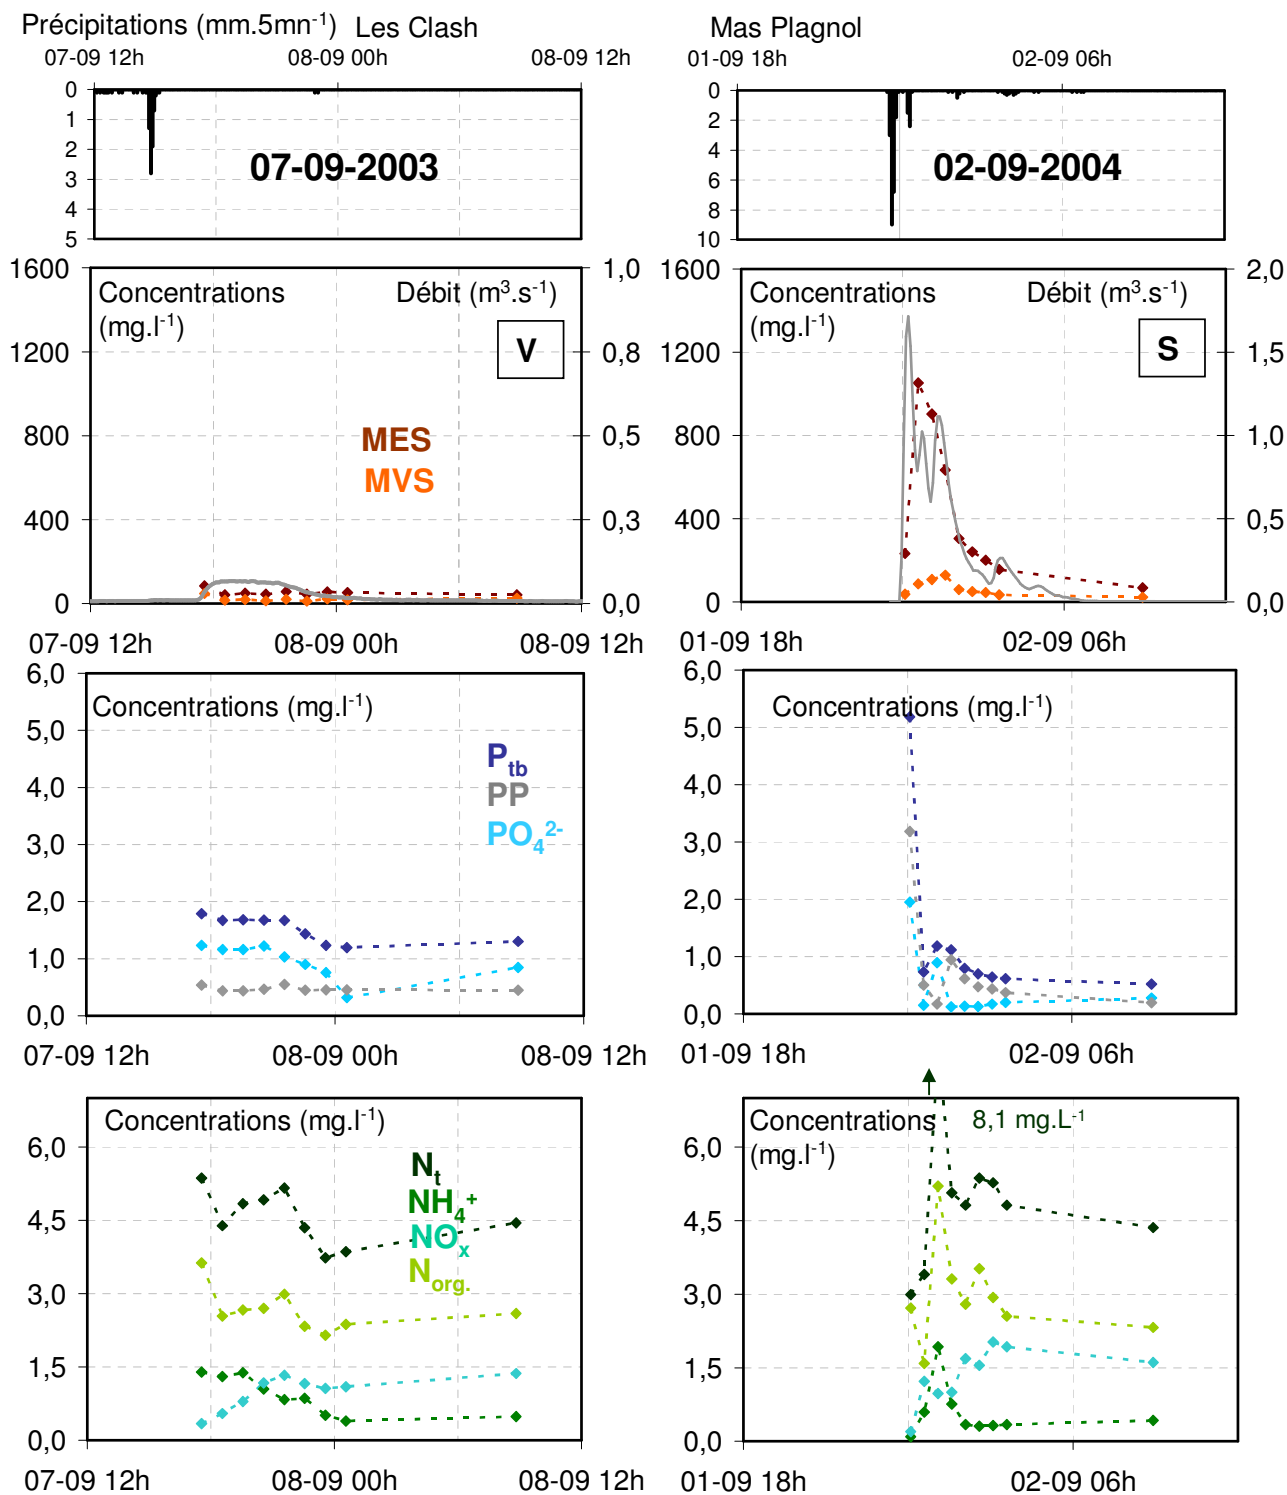 Précipitations (mm.5mn⁻¹) Les Clash
Mas Plagnol
07-09 12h 08-09 00h 08-09 12h
01-09 18h 02-09 06h
0
1
2
3
4
5
07-09-2003
0
2
4
6
8
10
02-09-2004
1600
1200
800
400
0
Concentrations
(mg.l⁻¹)
Débit (m³.s⁻¹)
V
MES
MVS
1,0
0,8
0,5
0,3
0,0
07-09 12h 08-09 00h 08-09 12h
1600
1200
800
400
0
Concentrations
(mg.l⁻¹)
Débit (m³.s⁻¹)
S
2,0
1,5
1,0
0,5
0,0
01-09 18h 02-09 06h
6,0
5,0
4,0
3,0
2,0
1,0
0,0
Concentrations (mg.l⁻¹)
P_tb
PP
PO₄²⁻
07-09 12h 08-09 00h 08-09 12h
6,0
5,0
4,0
3,0
2,0
1,0
0,0
Concentrations (mg.l⁻¹)
01-09 18h 02-09 06h
6,0
4,5
3,0
1,5
0,0
Concentrations (mg.l⁻¹)
N_t
NH₄⁺
NOₓ
N_org.
07-09 12h 08-09 00h 08-09 12h
6,0
4,5
3,0
1,5
0,0
Concentrations
(mg.l⁻¹)
8,1 mg.L⁻¹
01-09 18h 02-09 06h